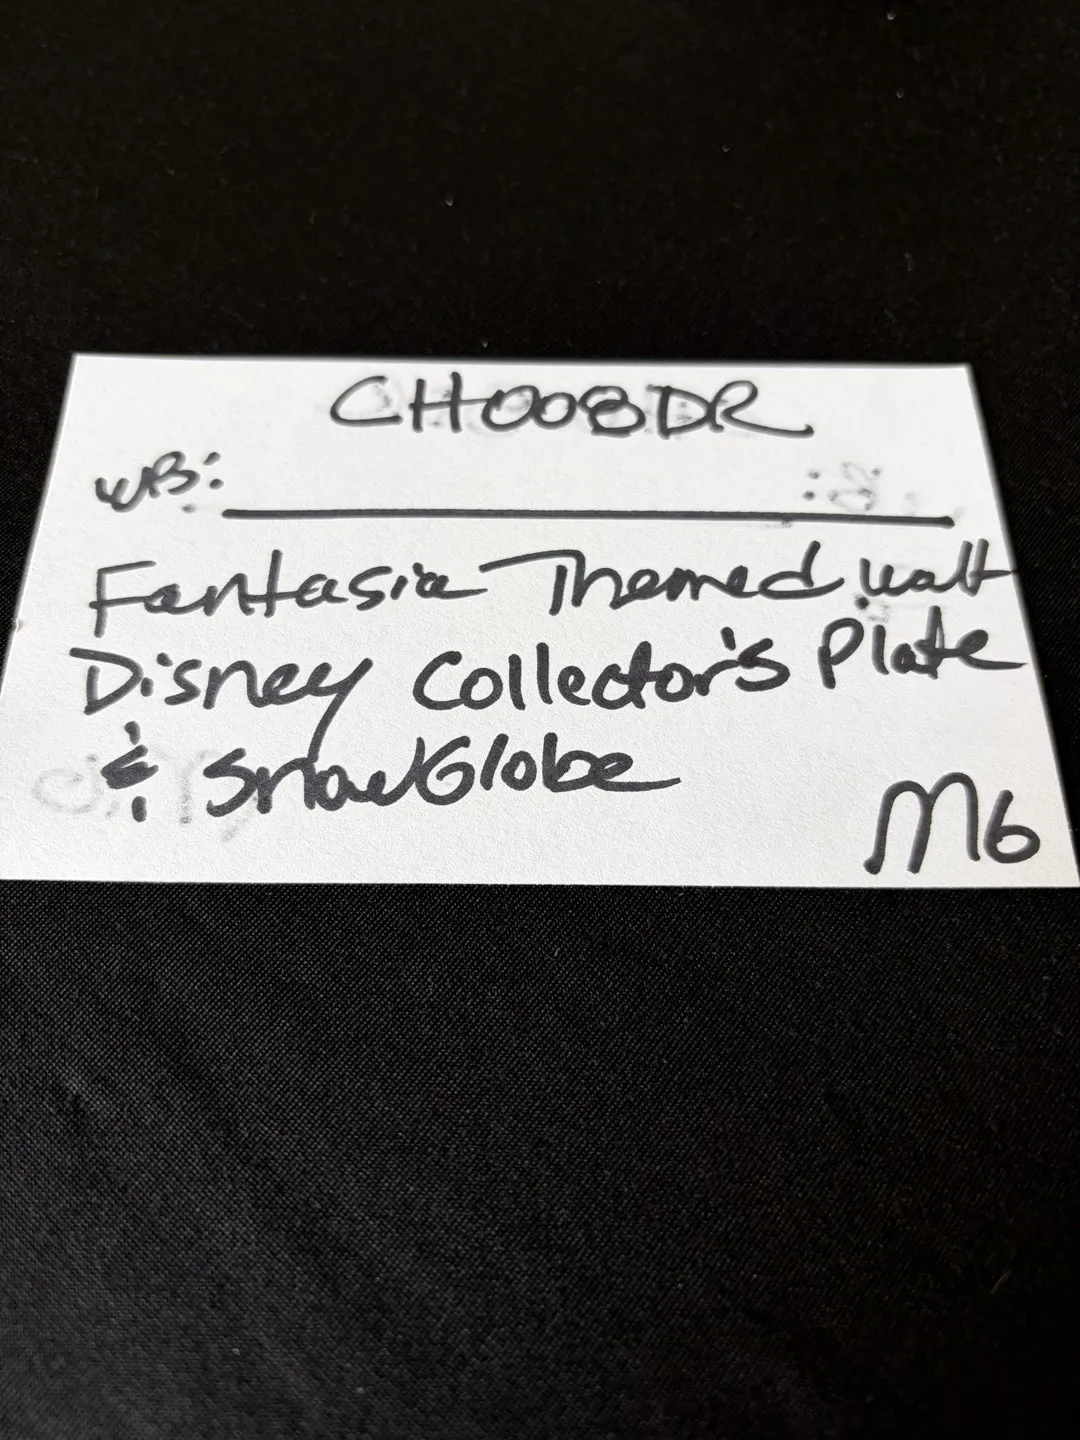 CH008DR
WB:
Fantasia Themed Walt
Disney Collector's Plate
& SnowGlobe
M6